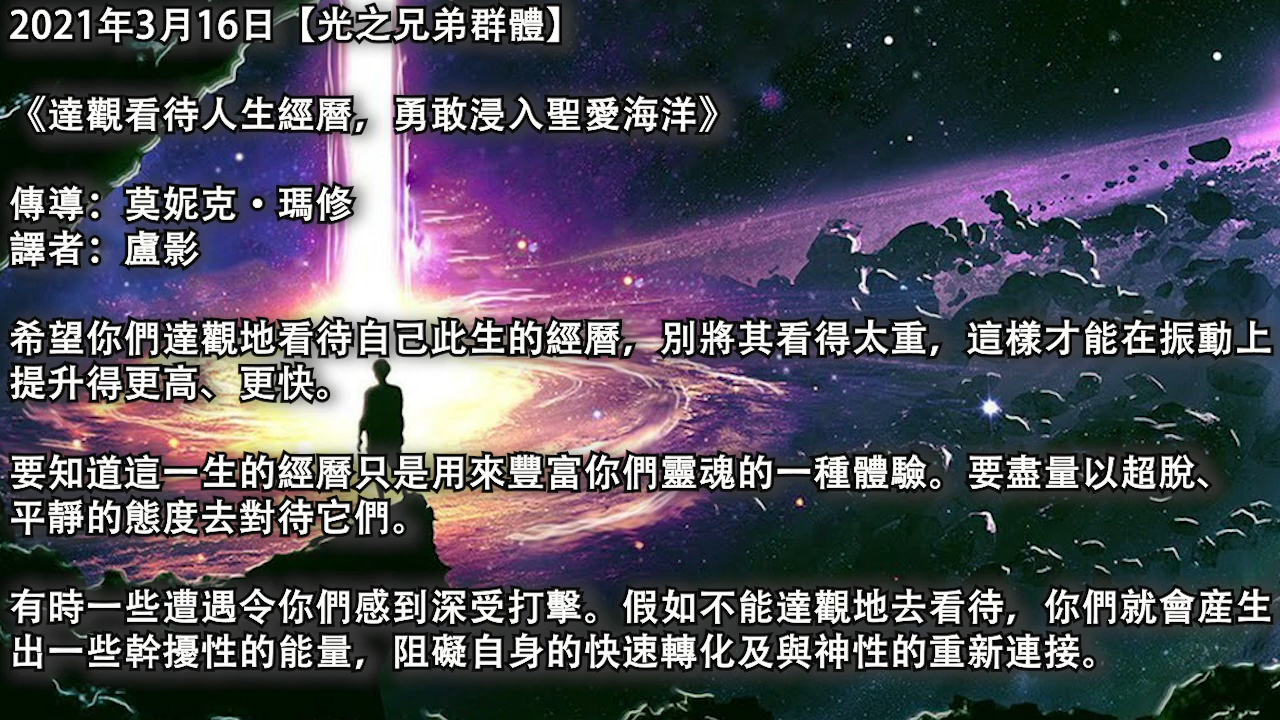 2021年3月16日【光之兄弟群體】
《達觀看待人生經曆，勇敢浸入聖愛海洋》
傳導：莫妮克·瑪修
譯者：盧影
希望你們達觀地看待自己此生的經曆，別將其看得太重，這樣才能在振動上
提升得更高、更快。
要知道這一生的經曆只是用來豐富你們靈魂的一種體驗。要盡量以超脫、
平靜的態度去對待它們。
有時一些遭遇令你們感到深受打擊。假如不能達觀地去看待，你們就會産生
出一些幹擾性的能量，阻礙自身的快速轉化及與神性的重新連接。